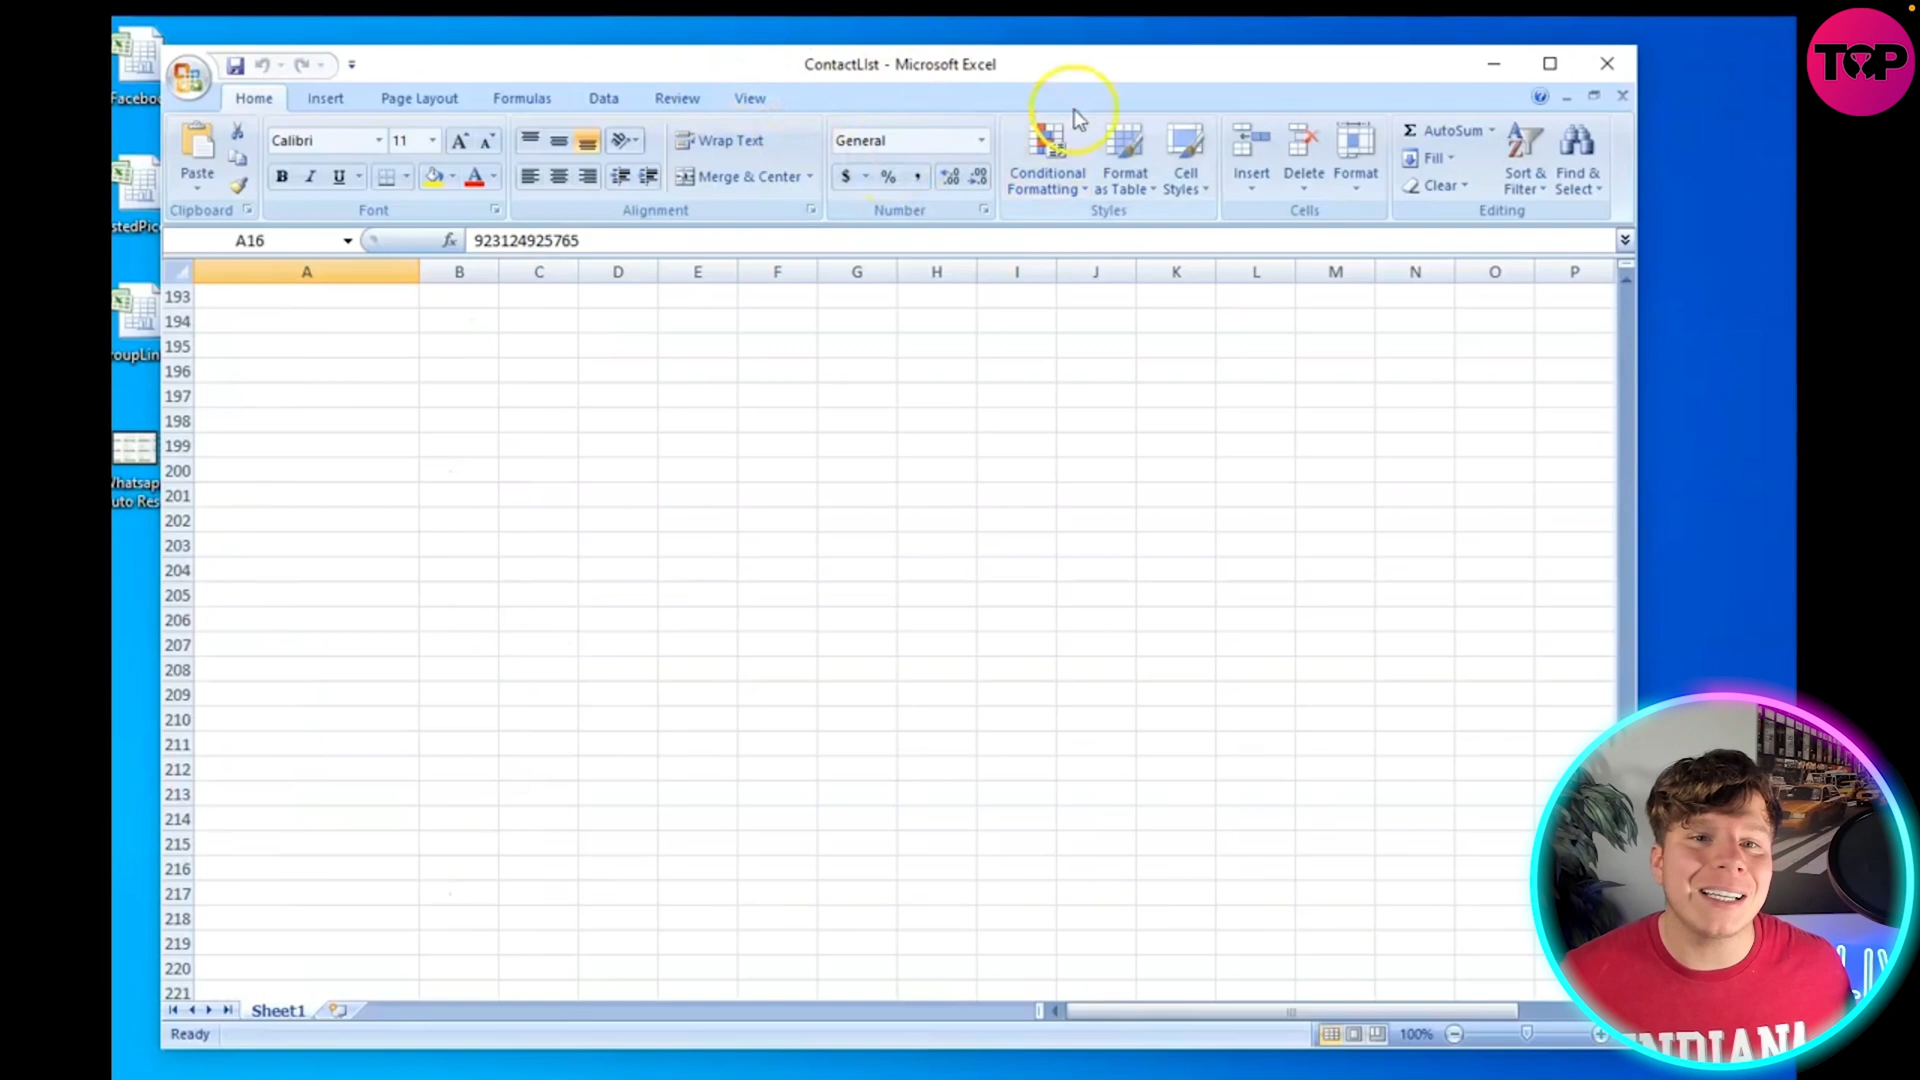 TOP
ContactLIst - Microsoft Excel
Home Insert Page Layout Formulas Data Review View
Calibri 11 Wrap Text General AutoSum
Fill
Paste B I U Merge & Center $ % , Conditional Formatting Format as Table Cell Styles Insert Delete Format Clear Sort & Filter Find & Select
Clipboard Font Alignment Number Styles Cells Editing
A16 fx 923124925765
A B C D E F G H I J K L M N O P
193
194
195
196
197
198
199
200
201
202
203
204
205
206
207
208
209
210
211
212
213
214
215
216
217
218
219
220
221
Sheet1
Ready 100%
Faceboo
stedPic
roupLin
Whatsap
uto Res
INDIANA